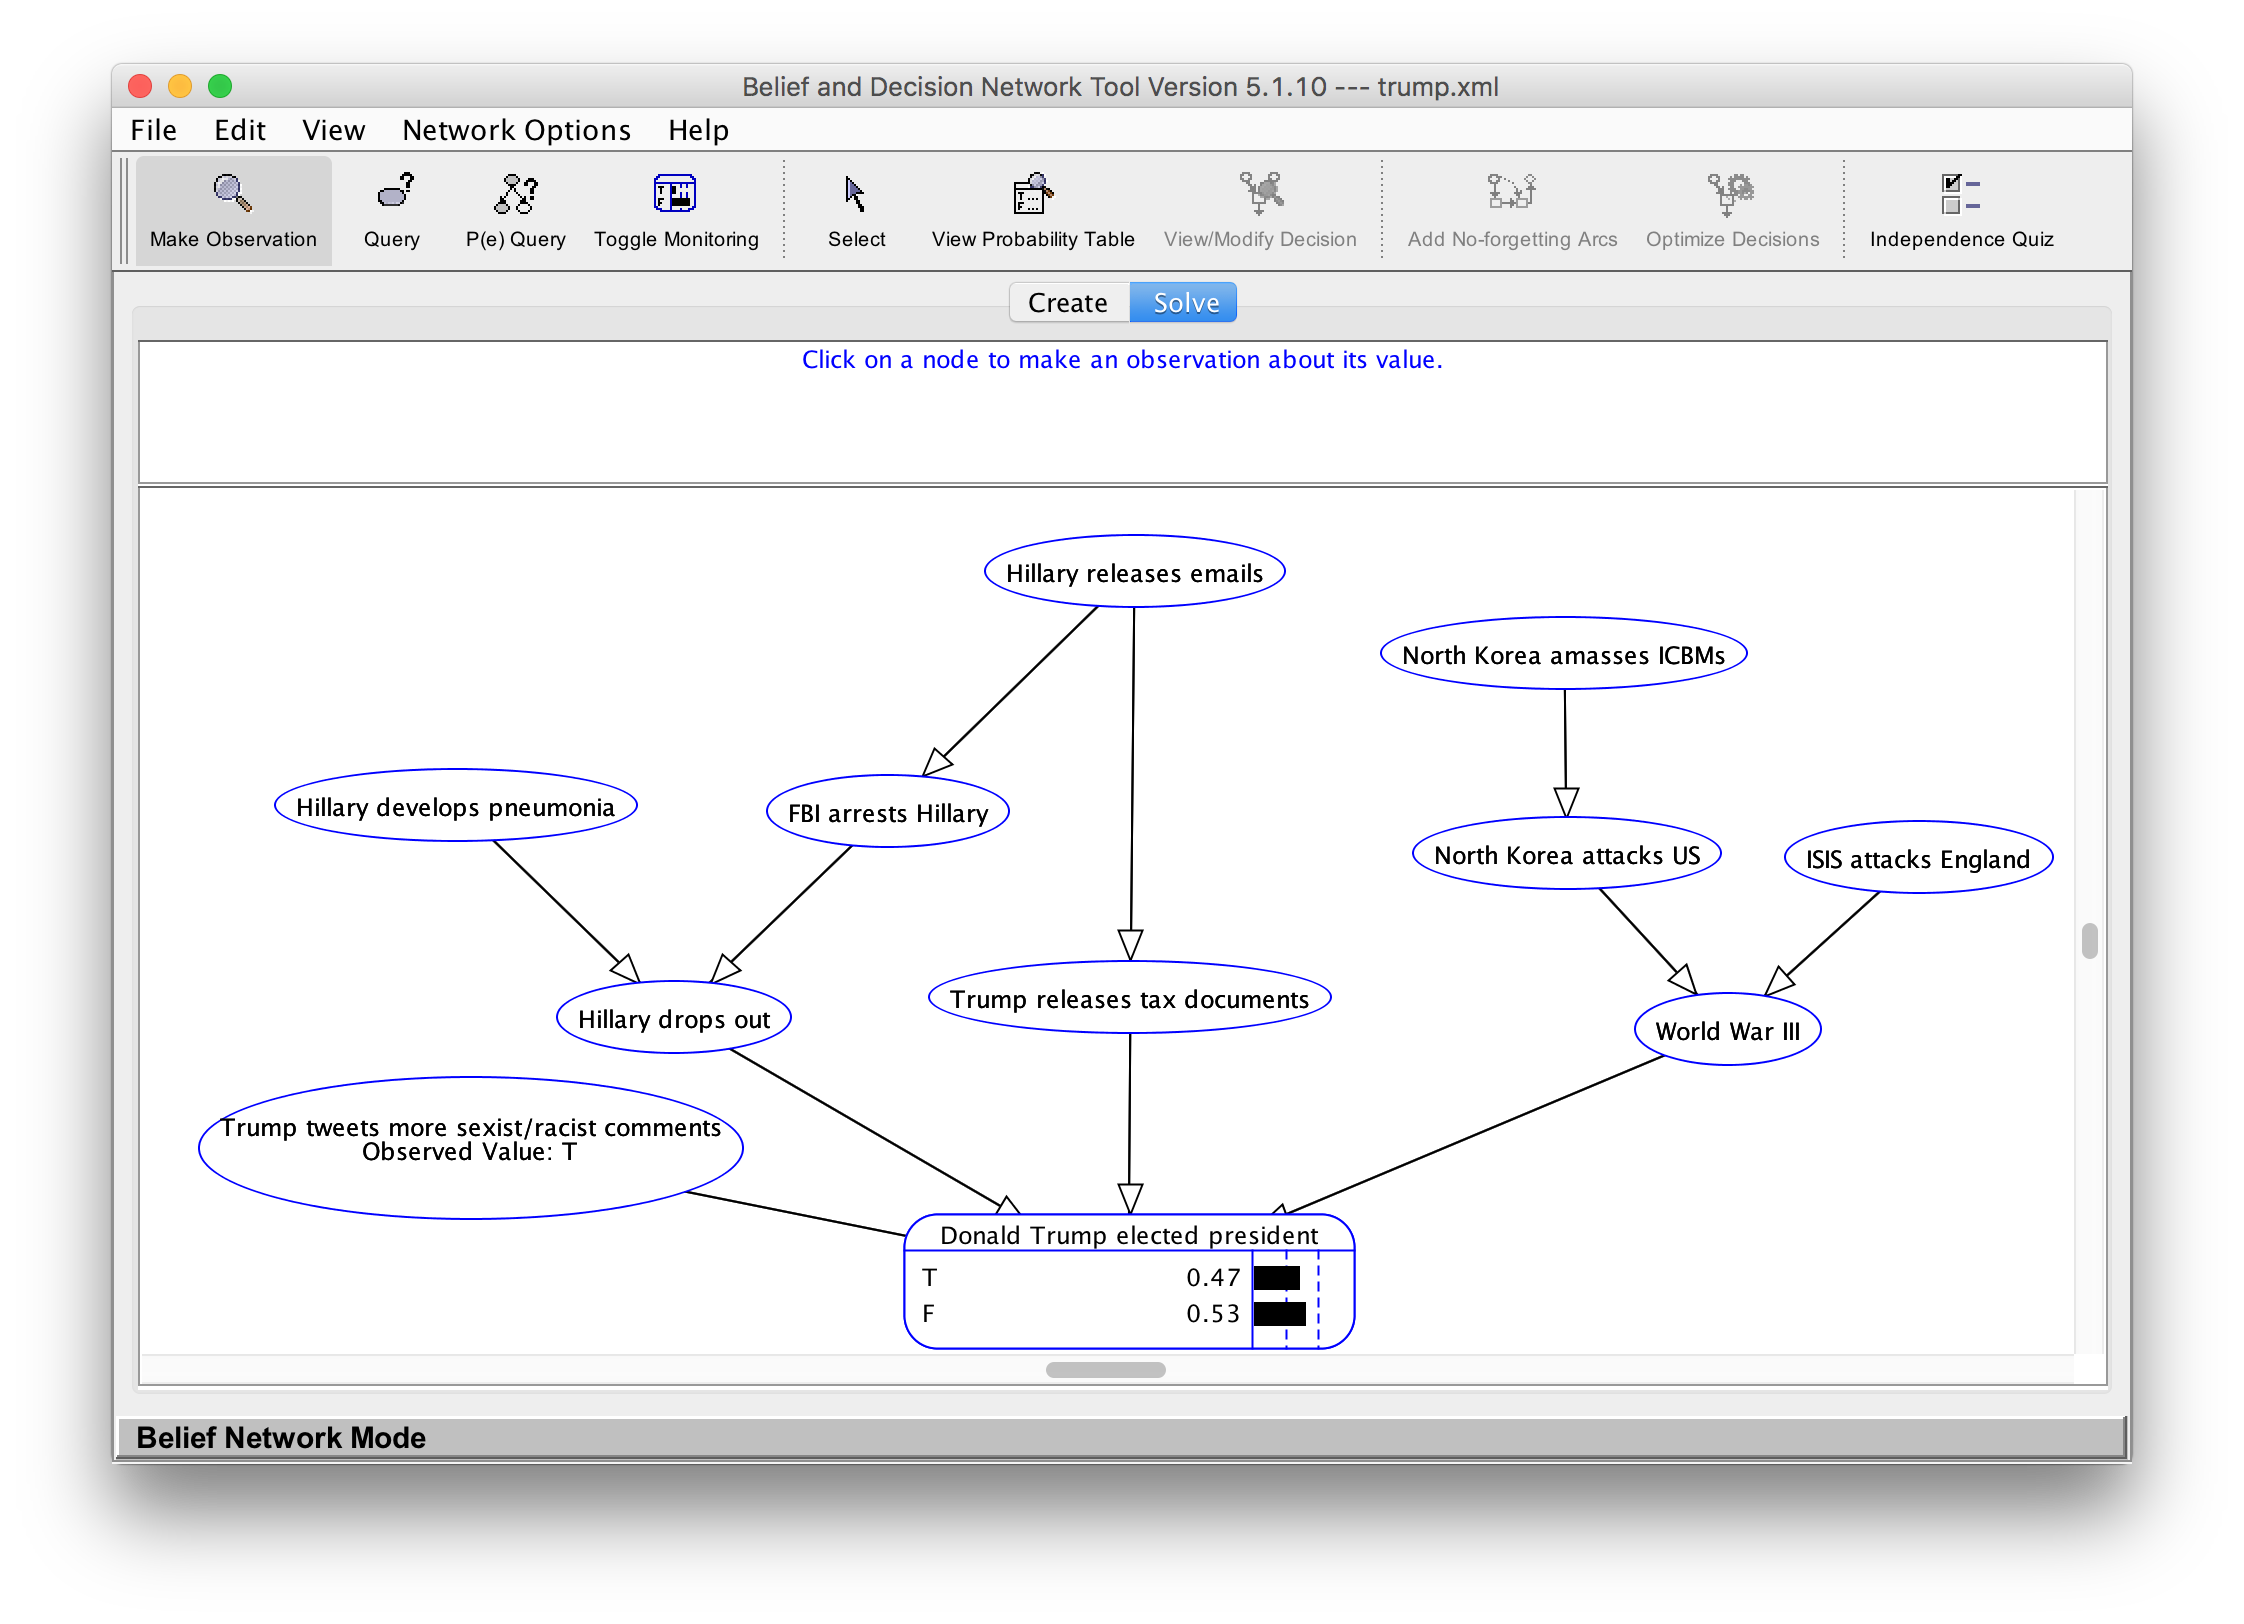 Belief and Decision Network Tool Version 5.1.10 --- trump.xml
File Edit View Network Options Help
Make Observation Query P(e) Query Toggle Monitoring Select View Probability Table View/Modify Decision Add No-forgetting Arcs Optimize Decisions Independence Quiz
Create Solve
Click on a node to make an observation about its value.
Hillary releases emails
North Korea amasses ICBMs
Hillary develops pneumonia
FBI arrests Hillary
North Korea attacks US
ISIS attacks England
Trump releases tax documents
Hillary drops out
World War III
Trump tweets more sexist/racist comments
Observed Value: T
Donald Trump elected president
T 0.47
F 0.53
Belief Network Mode